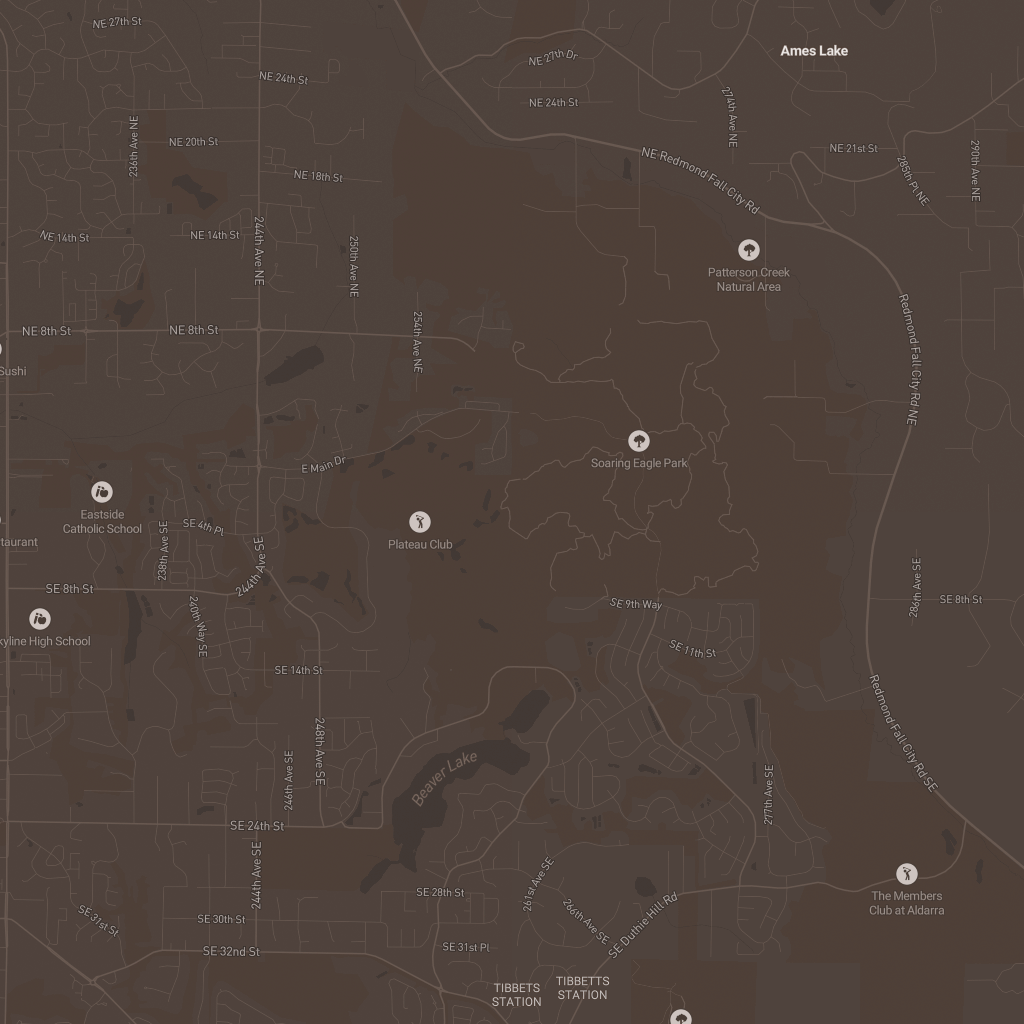 NE 27th St
Ames Lake
NE 27th Dr
NE 24th St
NE 24th St
274th Ave NE
236th Ave NE
NE 20th St
NE 21st St
290th Ave NE
NE Redmond Fall City Rd
285th Pl NE
NE 18th St
NE 14th St
NE 14th St
244th Ave NE
250th Ave NE
Patterson Creek
Natural Area
NE 8th St
NE 8th St
254th Ave NE
Redmond Fall City Rd NE
Sushi
E Main Dr
Soaring Eagle Park
Eastside
Catholic School
SE 4th Pl
238th Ave SE
taurant
Plateau Club
244th Ave SE
SE 8th St
240th Way SE
SE 9th Way
286th Ave SE
SE 8th St
kyline High School
SE 11th St
SE 14th St
Redmond Fall City Rd SE
248th Ave SE
246th Ave SE
Beaver Lake
277th Ave SE
SE 24th St
244th Ave SE
SE 28th St
261st Ave SE
The Members
Club at Aldarra
SE 31st St
SE 30th St
266th Ave SE
SE Duthie Hill Rd
SE 32nd St
SE 31st Pl
TIBBETS
STATION
TIBBETTS
STATION